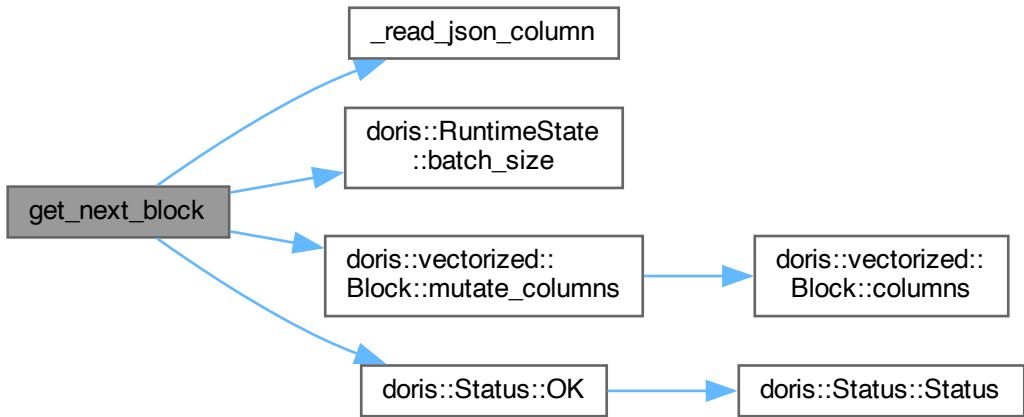 _read_json_column
doris::RuntimeState
::batch_size
get_next_block
doris::vectorized::
Block::mutate_columns
doris::vectorized::
Block::columns
doris::Status::OK
doris::Status::Status